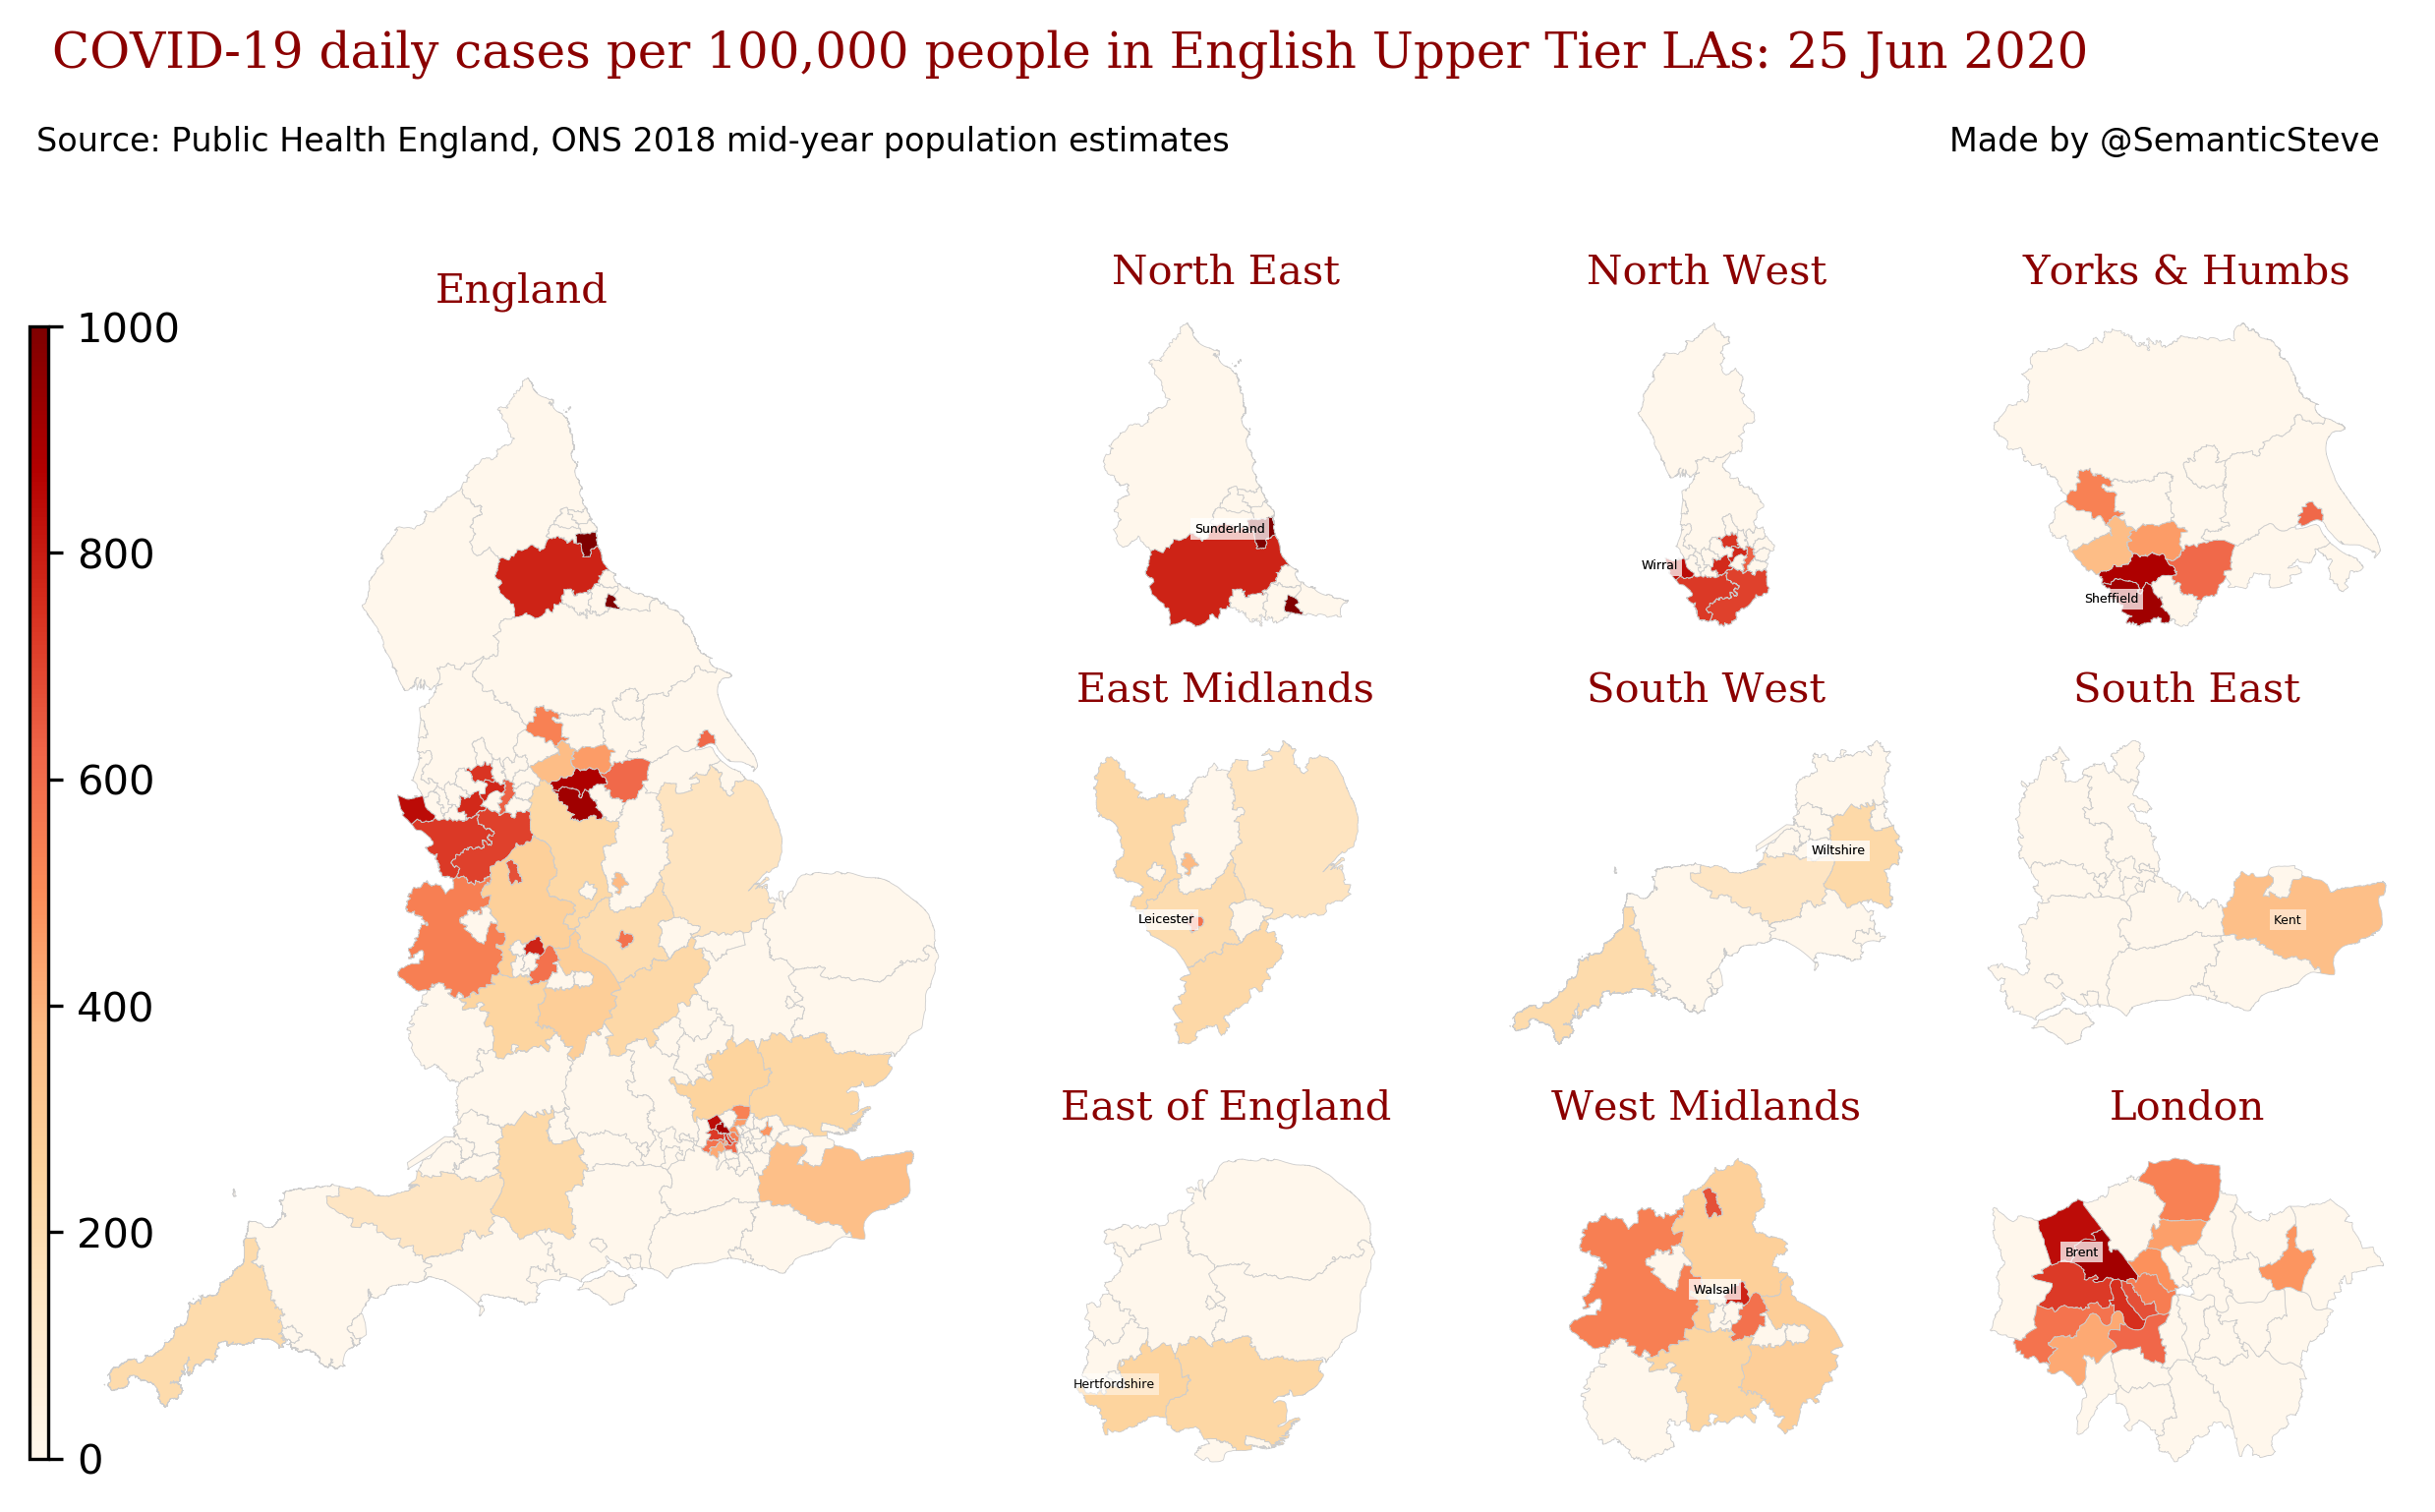 COVID-19 daily cases per 100,000 people in English Upper Tier LAs: 25 Jun 2020
Source: Public Health England, ONS 2018 mid-year population estimates
Made by @SemanticSteve
England
1000
800
600
400
200
0
North East
Sunderland
North West
Wirral
Yorks & Humbs
Sheffield
East Midlands
Leicester
South West
Wiltshire
South East
Kent
East of England
Hertfordshire
West Midlands
Walsall
London
Brent